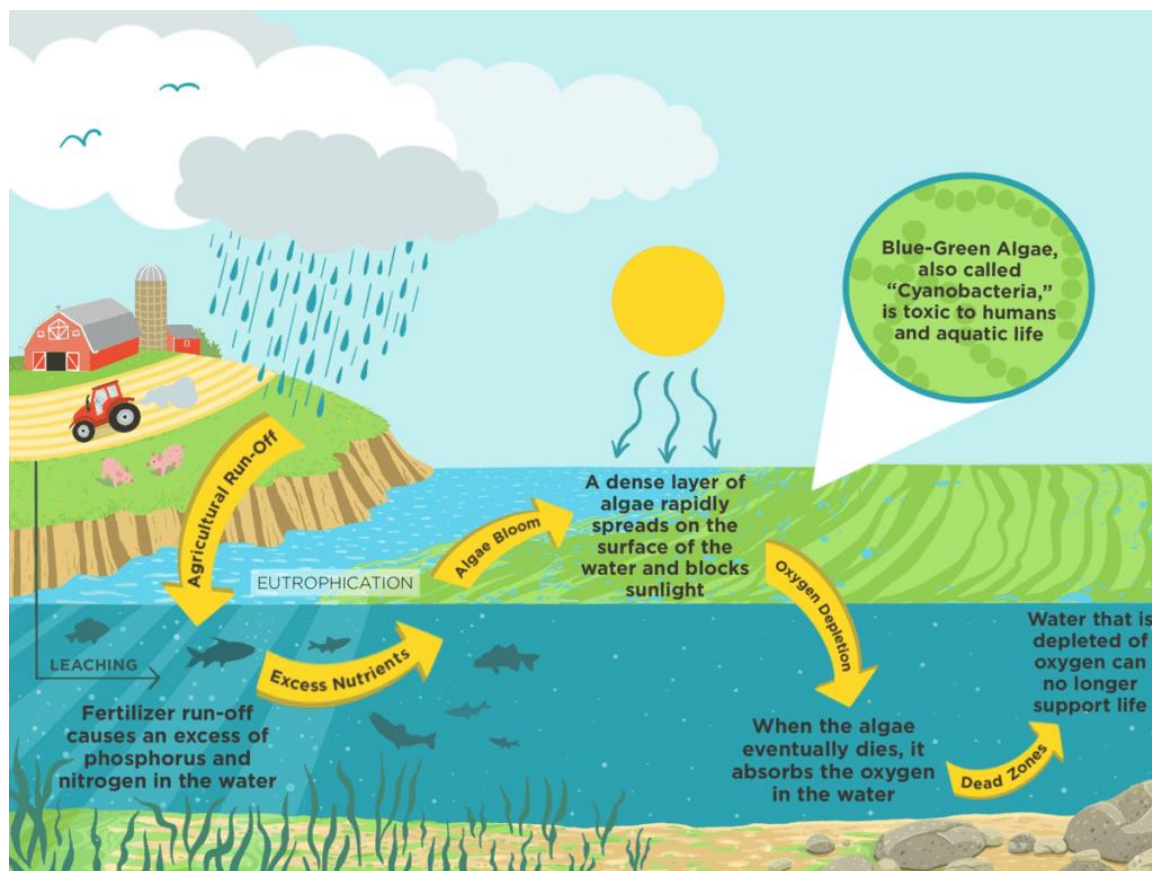 Blue-Green Algae,
also called
“Cyanobacteria,”
is toxic to humans
and aquatic life
Agricultural Run-Off
LEACHING
Fertilizer run-off
causes an excess of
phosphorus and
nitrogen in the water
EUTROPHICATION
Excess Nutrients
Algae Bloom
A dense layer of
algae rapidly
spreads on the
surface of the
water and blocks
sunlight
Oxygen Depletion
When the algae
eventually dies, it
absorbs the oxygen
in the water
Dead Zones
Water that is
depleted of
oxygen can
no longer
support life